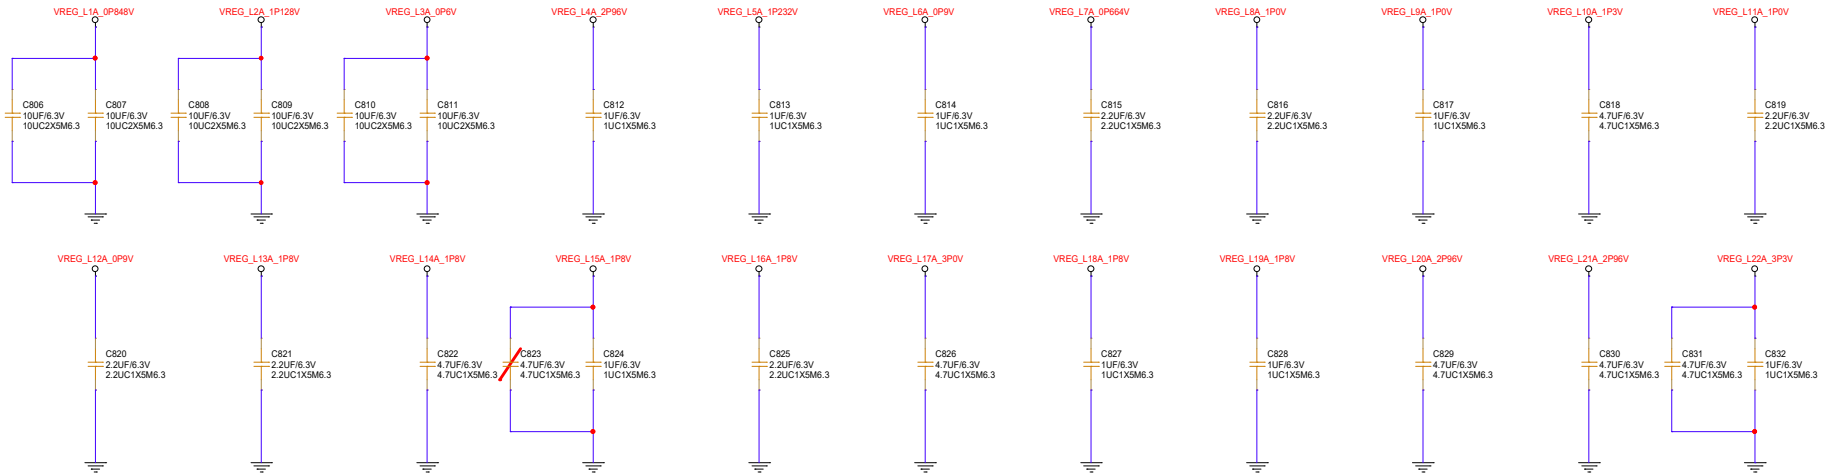 VREG_L1A_0P848V
VREG_L2A_1P128V
VREG_L3A_0P6V
VREG_L4A_2P96V
VREG_L5A_1P232V
VREG_L6A_0P9V
VREG_L7A_0P664V
VREG_L8A_1P0V
VREG_L9A_1P0V
VREG_L10A_1P3V
VREG_L11A_1P0V
C806
10UF/6.3V
10UC2X5M6.3
C807
10UF/6.3V
10UC2X5M6.3
C808
10UF/6.3V
10UC2X5M6.3
C809
10UF/6.3V
10UC2X5M6.3
C810
10UF/6.3V
10UC2X5M6.3
C811
10UF/6.3V
10UC2X5M6.3
C812
1UF/6.3V
1UC1X5M6.3
C813
1UF/6.3V
1UC1X5M6.3
C814
1UF/6.3V
1UC1X5M6.3
C815
2.2UF/6.3V
2.2UC1X5M6.3
C816
2.2UF/6.3V
2.2UC1X5M6.3
C817
1UF/6.3V
1UC1X5M6.3
C818
4.7UF/6.3V
4.7UC1X5M6.3
C819
2.2UF/6.3V
2.2UC1X5M6.3
VREG_L12A_0P9V
VREG_L13A_1P8V
VREG_L14A_1P8V
VREG_L15A_1P8V
VREG_L16A_1P8V
VREG_L17A_3P0V
VREG_L18A_1P8V
VREG_L19A_1P8V
VREG_L20A_2P96V
VREG_L21A_2P96V
VREG_L22A_3P3V
C820
2.2UF/6.3V
2.2UC1X5M6.3
C821
2.2UF/6.3V
2.2UC1X5M6.3
C822
4.7UF/6.3V
4.7UC1X5M6.3
C823
4.7UF/6.3V
4.7UC1X5M6.3
C824
1UF/6.3V
1UC1X5M6.3
C825
2.2UF/6.3V
2.2UC1X5M6.3
C826
4.7UF/6.3V
4.7UC1X5M6.3
C827
1UF/6.3V
1UC1X5M6.3
C828
1UF/6.3V
1UC1X5M6.3
C829
4.7UF/6.3V
4.7UC1X5M6.3
C830
4.7UF/6.3V
4.7UC1X5M6.3
C831
4.7UF/6.3V
4.7UC1X5M6.3
C832
1UF/6.3V
1UC1X5M6.3